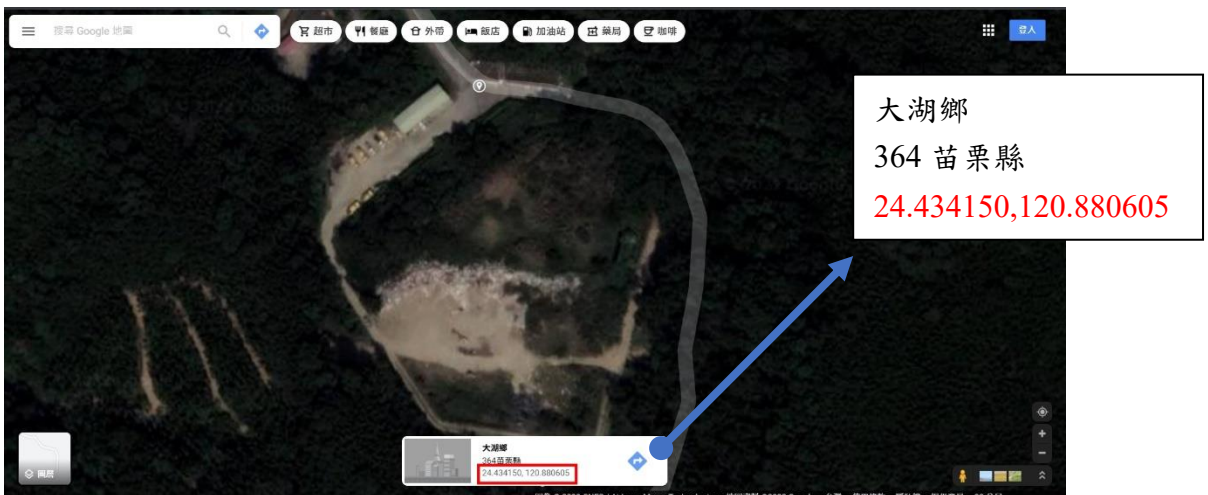 搜尋 Google 地圖
超市
餐廳
外帶
飯店
加油站
藥局
咖啡
登入
大湖鄉
364 苗栗縣
24.434150,120.880605
圖層
大湖鄉
364苗栗縣
24.434150, 120.880605